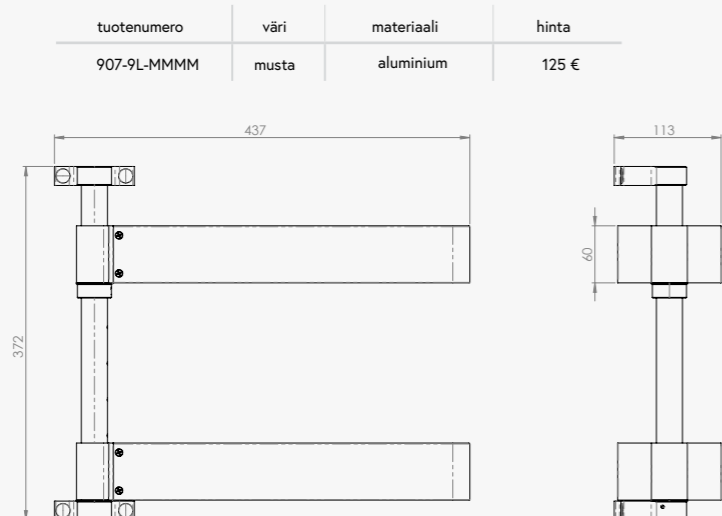 tuotenumero väri materiaali hinta
907-9L-MMMM musta aluminium 125 €
437 113
60
372